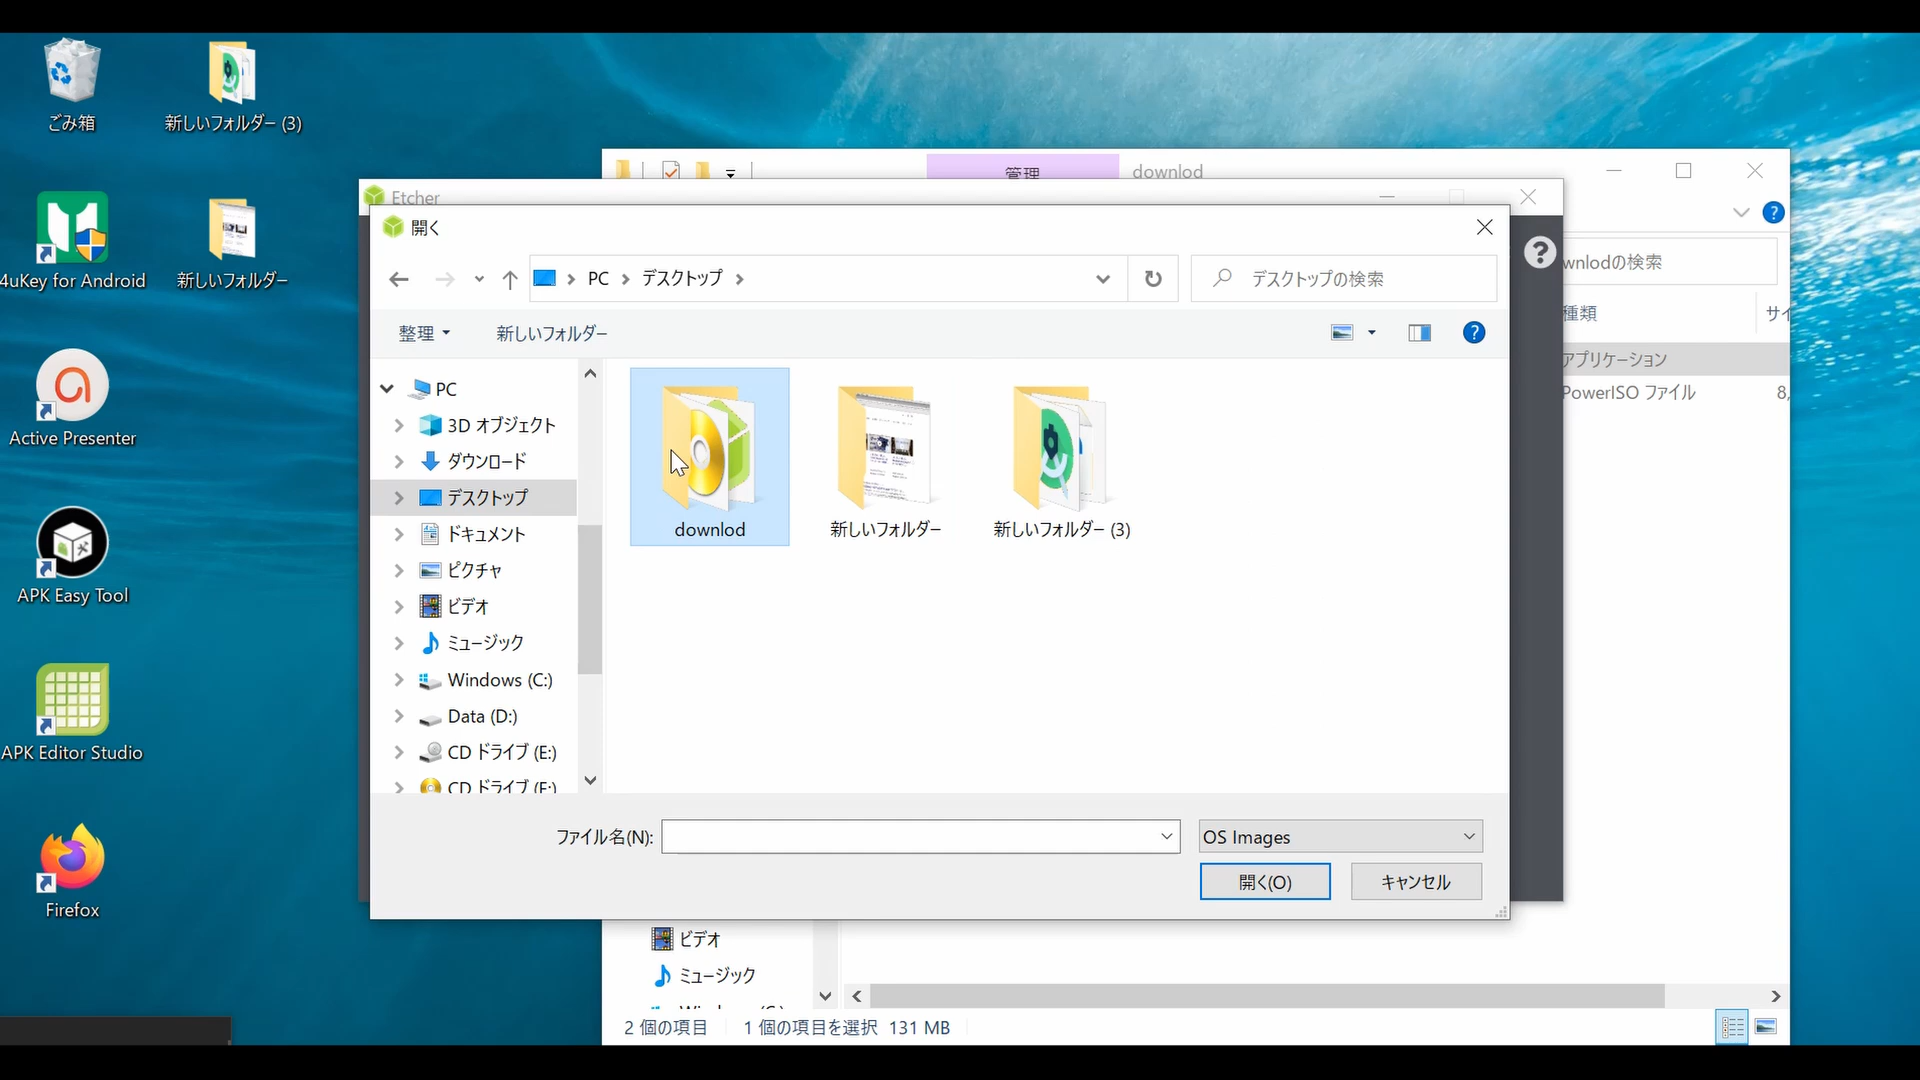 ごみ箱
新しいフォルダー (3)
4uKey for Android
新しいフォルダー
Active Presenter
APK Easy Tool
APK Editor Studio
Firefox
管理
downlod
Etcher
開く
PC
デスクトップ
デスクトップの検索
wnlodの検索
整理
新しいフォルダー
種類
サイ
アプリケーション
PowerISO ファイル
8,
PC
3D オブジェクト
ダウンロード
デスクトップ
ドキュメント
ピクチャ
ビデオ
ミュージック
Windows (C:)
Data (D:)
CD ドライブ (E:)
CD ドライブ (F:)
downlod
新しいフォルダー
新しいフォルダー (3)
ファイル名(N):
OS Images
開く(O)
キャンセル
ビデオ
ミュージック
2 個の項目
1 個の項目を選択 131 MB